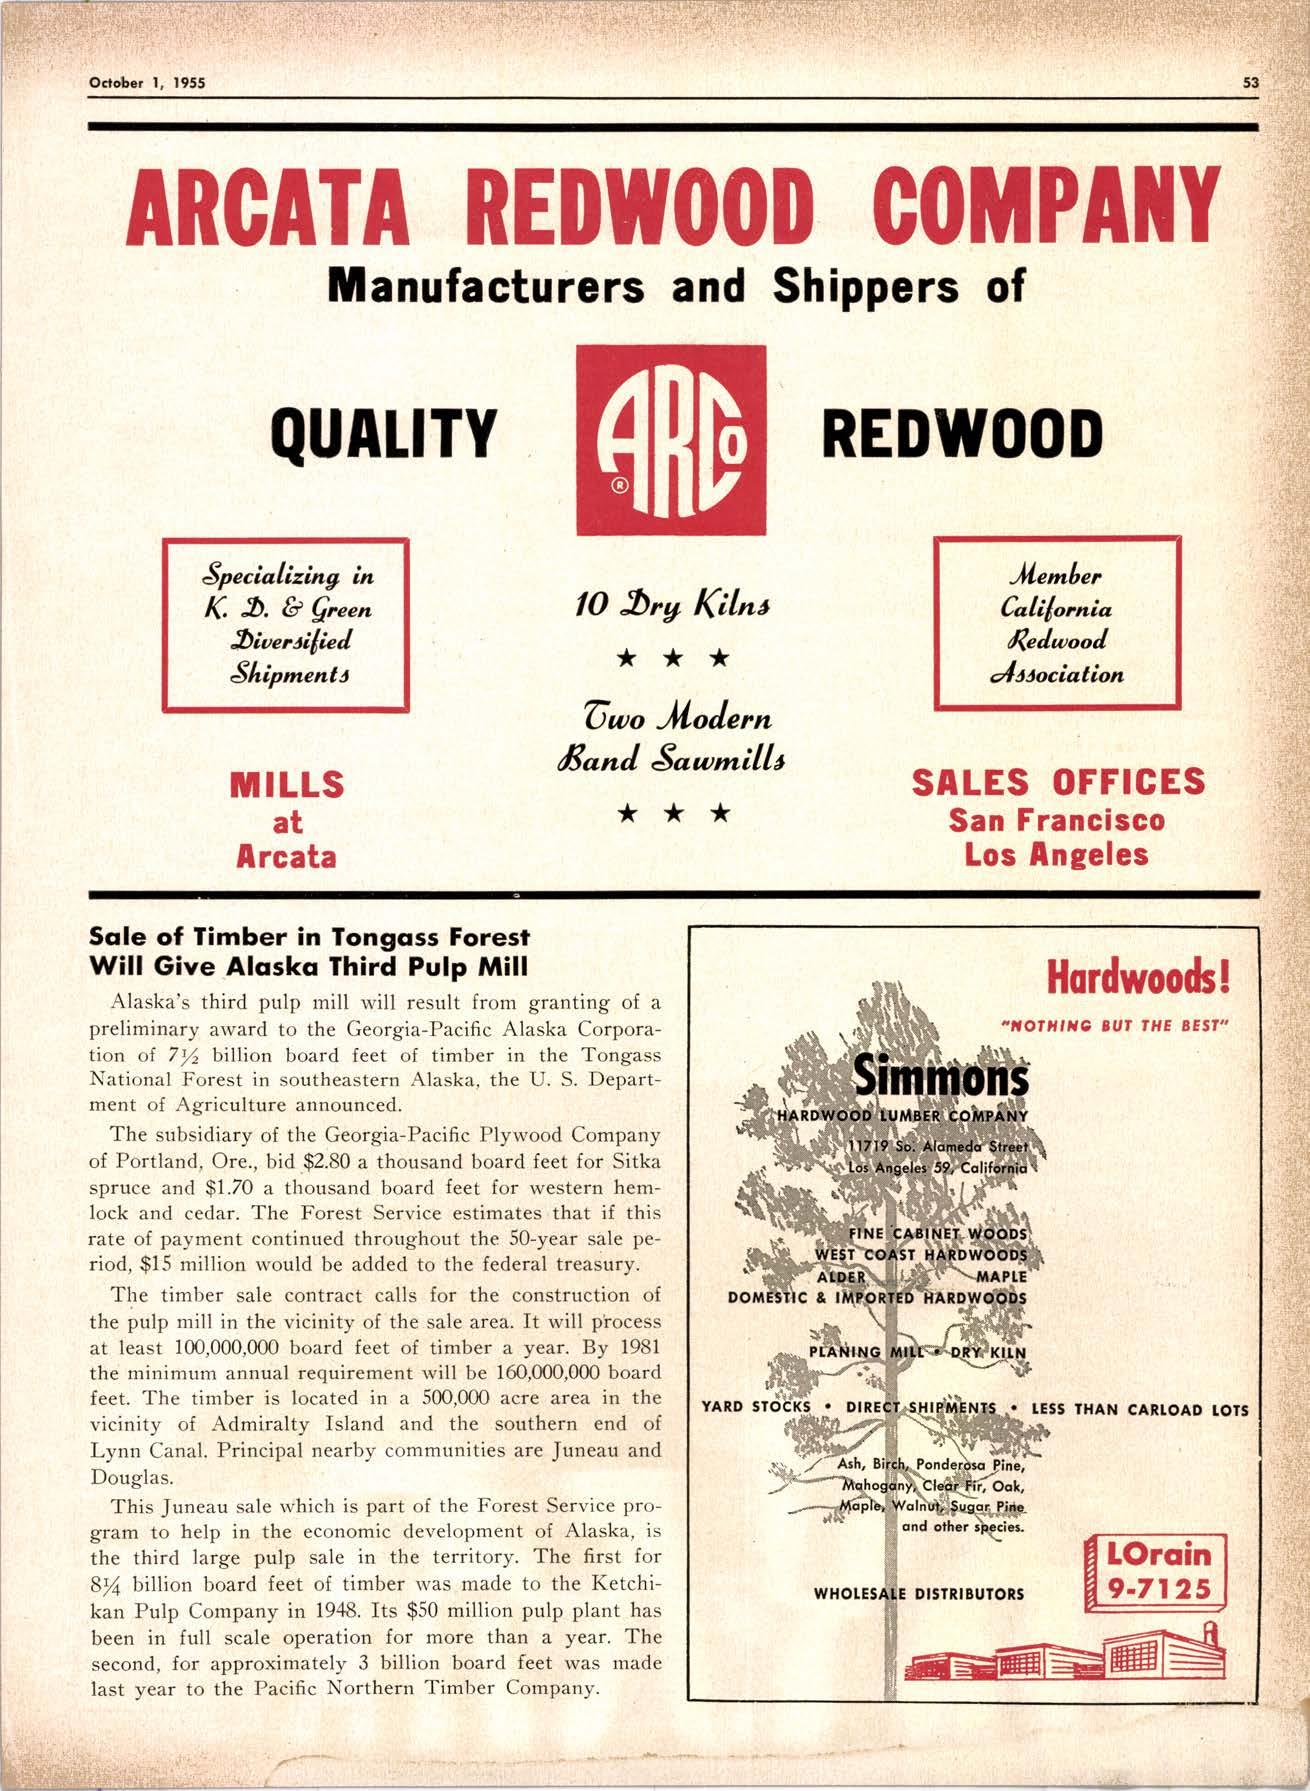 October 1, 1955
53
ARCATA REDWOOD COMPANY
Manufacturers and Shippers of
QUALITY
ARCo
®
REDWOOD
Specializing in
K. D. & Green
Diversified
Shipments
10 Dry Kilns
★ ★ ★
Two Modern
Band Sawmills
★ ★ ★
Member
California
Redwood
Association
MILLS
at
Arcata
SALES OFFICES
San Francisco
Los Angeles
Sale of Timber in Tongass Forest
Will Give Alaska Third Pulp Mill
Alaska's third pulp mill will result from granting of a
preliminary award to the Georgia-Pacific Alaska Corpora-
tion of 7½ billion board feet of timber in the Tongass
National Forest in southeastern Alaska, the U. S. Depart-
ment of Agriculture announced.
The subsidiary of the Georgia-Pacific Plywood Company
of Portland, Ore., bid $2.80 a thousand board feet for Sitka
spruce and $1.70 a thousand board feet for western hem-
lock and cedar. The Forest Service estimates that if this
rate of payment continued throughout the 50-year sale pe-
riod, $15 million would be added to the federal treasury.
The timber sale contract calls for the construction of
the pulp mill in the vicinity of the sale area. It will process
at least 100,000,000 board feet of timber a year. By 1981
the minimum annual requirement will be 160,000,000 board
feet. The timber is located in a 500,000 acre area in the
vicinity of Admiralty Island and the southern end of
Lynn Canal. Principal nearby communities are Juneau and
Douglas.
This Juneau sale which is part of the Forest Service pro-
gram to help in the economic development of Alaska, is
the third large pulp sale in the territory. The first for
8¼ billion board feet of timber was made to the Ketchi-
kan Pulp Company in 1948. Its $50 million pulp plant has
been in full scale operation for more than a year. The
second, for approximately 3 billion board feet was made
last year to the Pacific Northern Timber Company.
Hardwoods!
"NOTHING BUT THE BEST"
Simmons
HARDWOOD LUMBER COMPANY
11719 So. Alameda Street
Los Angeles 59, California
FINE CABINET WOODS
WEST COAST HARDWOODS
ALDER MAPLE
DOMESTIC & IMPORTED HARDWOODS
PLANING MILL • DRY KILN
YARD STOCKS • DIRECT SHIPMENTS • LESS THAN CARLOAD LOTS
Ash, Birch, Ponderosa Pine,
Mahogany, Clear Fir, Oak,
Maple, Walnut, Sugar Pine
and other species.
WHOLESALE DISTRIBUTORS
LOrain
9-7125